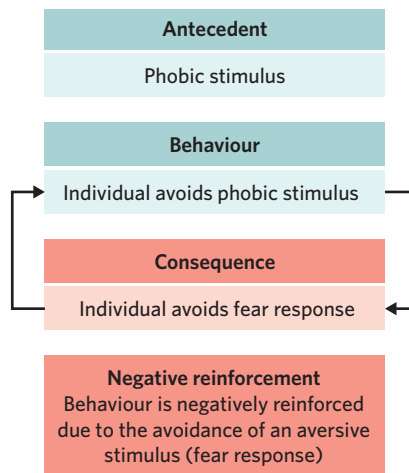 Antecedent
Phobic stimulus
Behaviour
Individual avoids phobic stimulus
Consequence
Individual avoids fear response
Negative reinforcement
Behaviour is negatively reinforced
due to the avoidance of an aversive
stimulus (fear response)